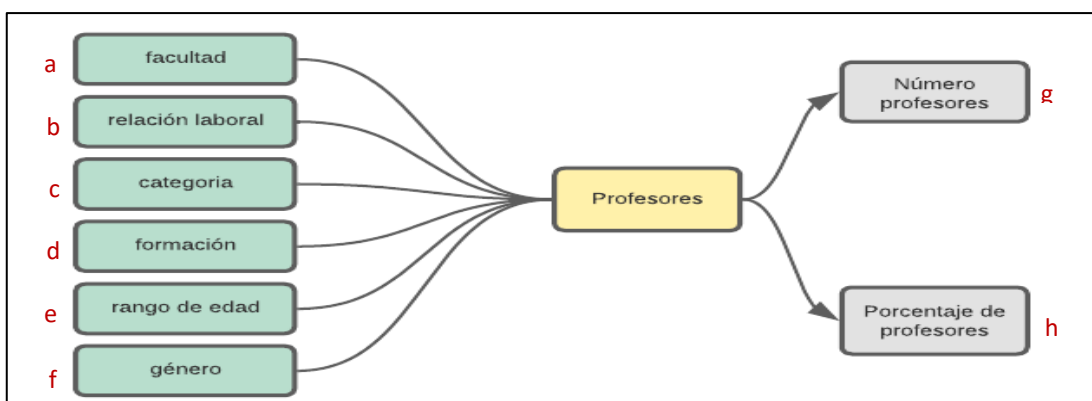 a
facultad
b
relación laboral
c
categoria
d
formación
e
rango de edad
f
género
Profesores
Número
profesores
g
Porcentaje de
profesores
h